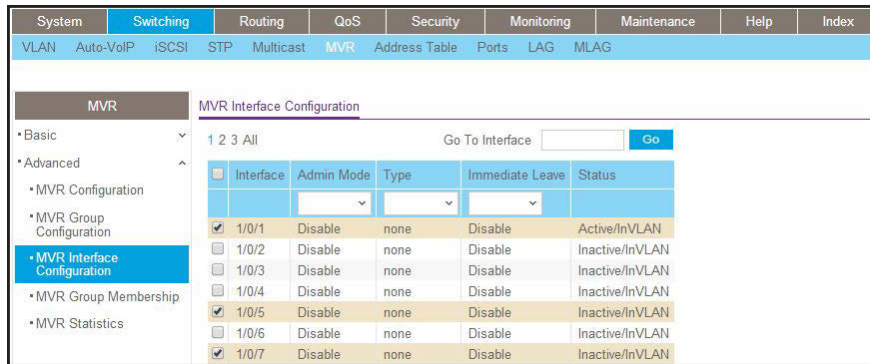 System Switching Routing QoS Security Monitoring Maintenance Help Index
VLAN Auto-VoIP iSCSI STP Multicast MVR Address Table Ports LAG MLAG
MVR
Basic
Advanced
MVR Configuration
MVR Group
Configuration
MVR Interface
Configuration
MVR Group Membership
MVR Statistics
MVR Interface Configuration
1 2 3 All Go To Interface Go
Interface Admin Mode Type Immediate Leave Status
1/0/1 Disable none Disable Active/InVLAN
1/0/2 Disable none Disable Inactive/InVLAN
1/0/3 Disable none Disable Inactive/InVLAN
1/0/4 Disable none Disable Inactive/InVLAN
1/0/5 Disable none Disable Inactive/InVLAN
1/0/6 Disable none Disable Inactive/InVLAN
1/0/7 Disable none Disable Inactive/InVLAN